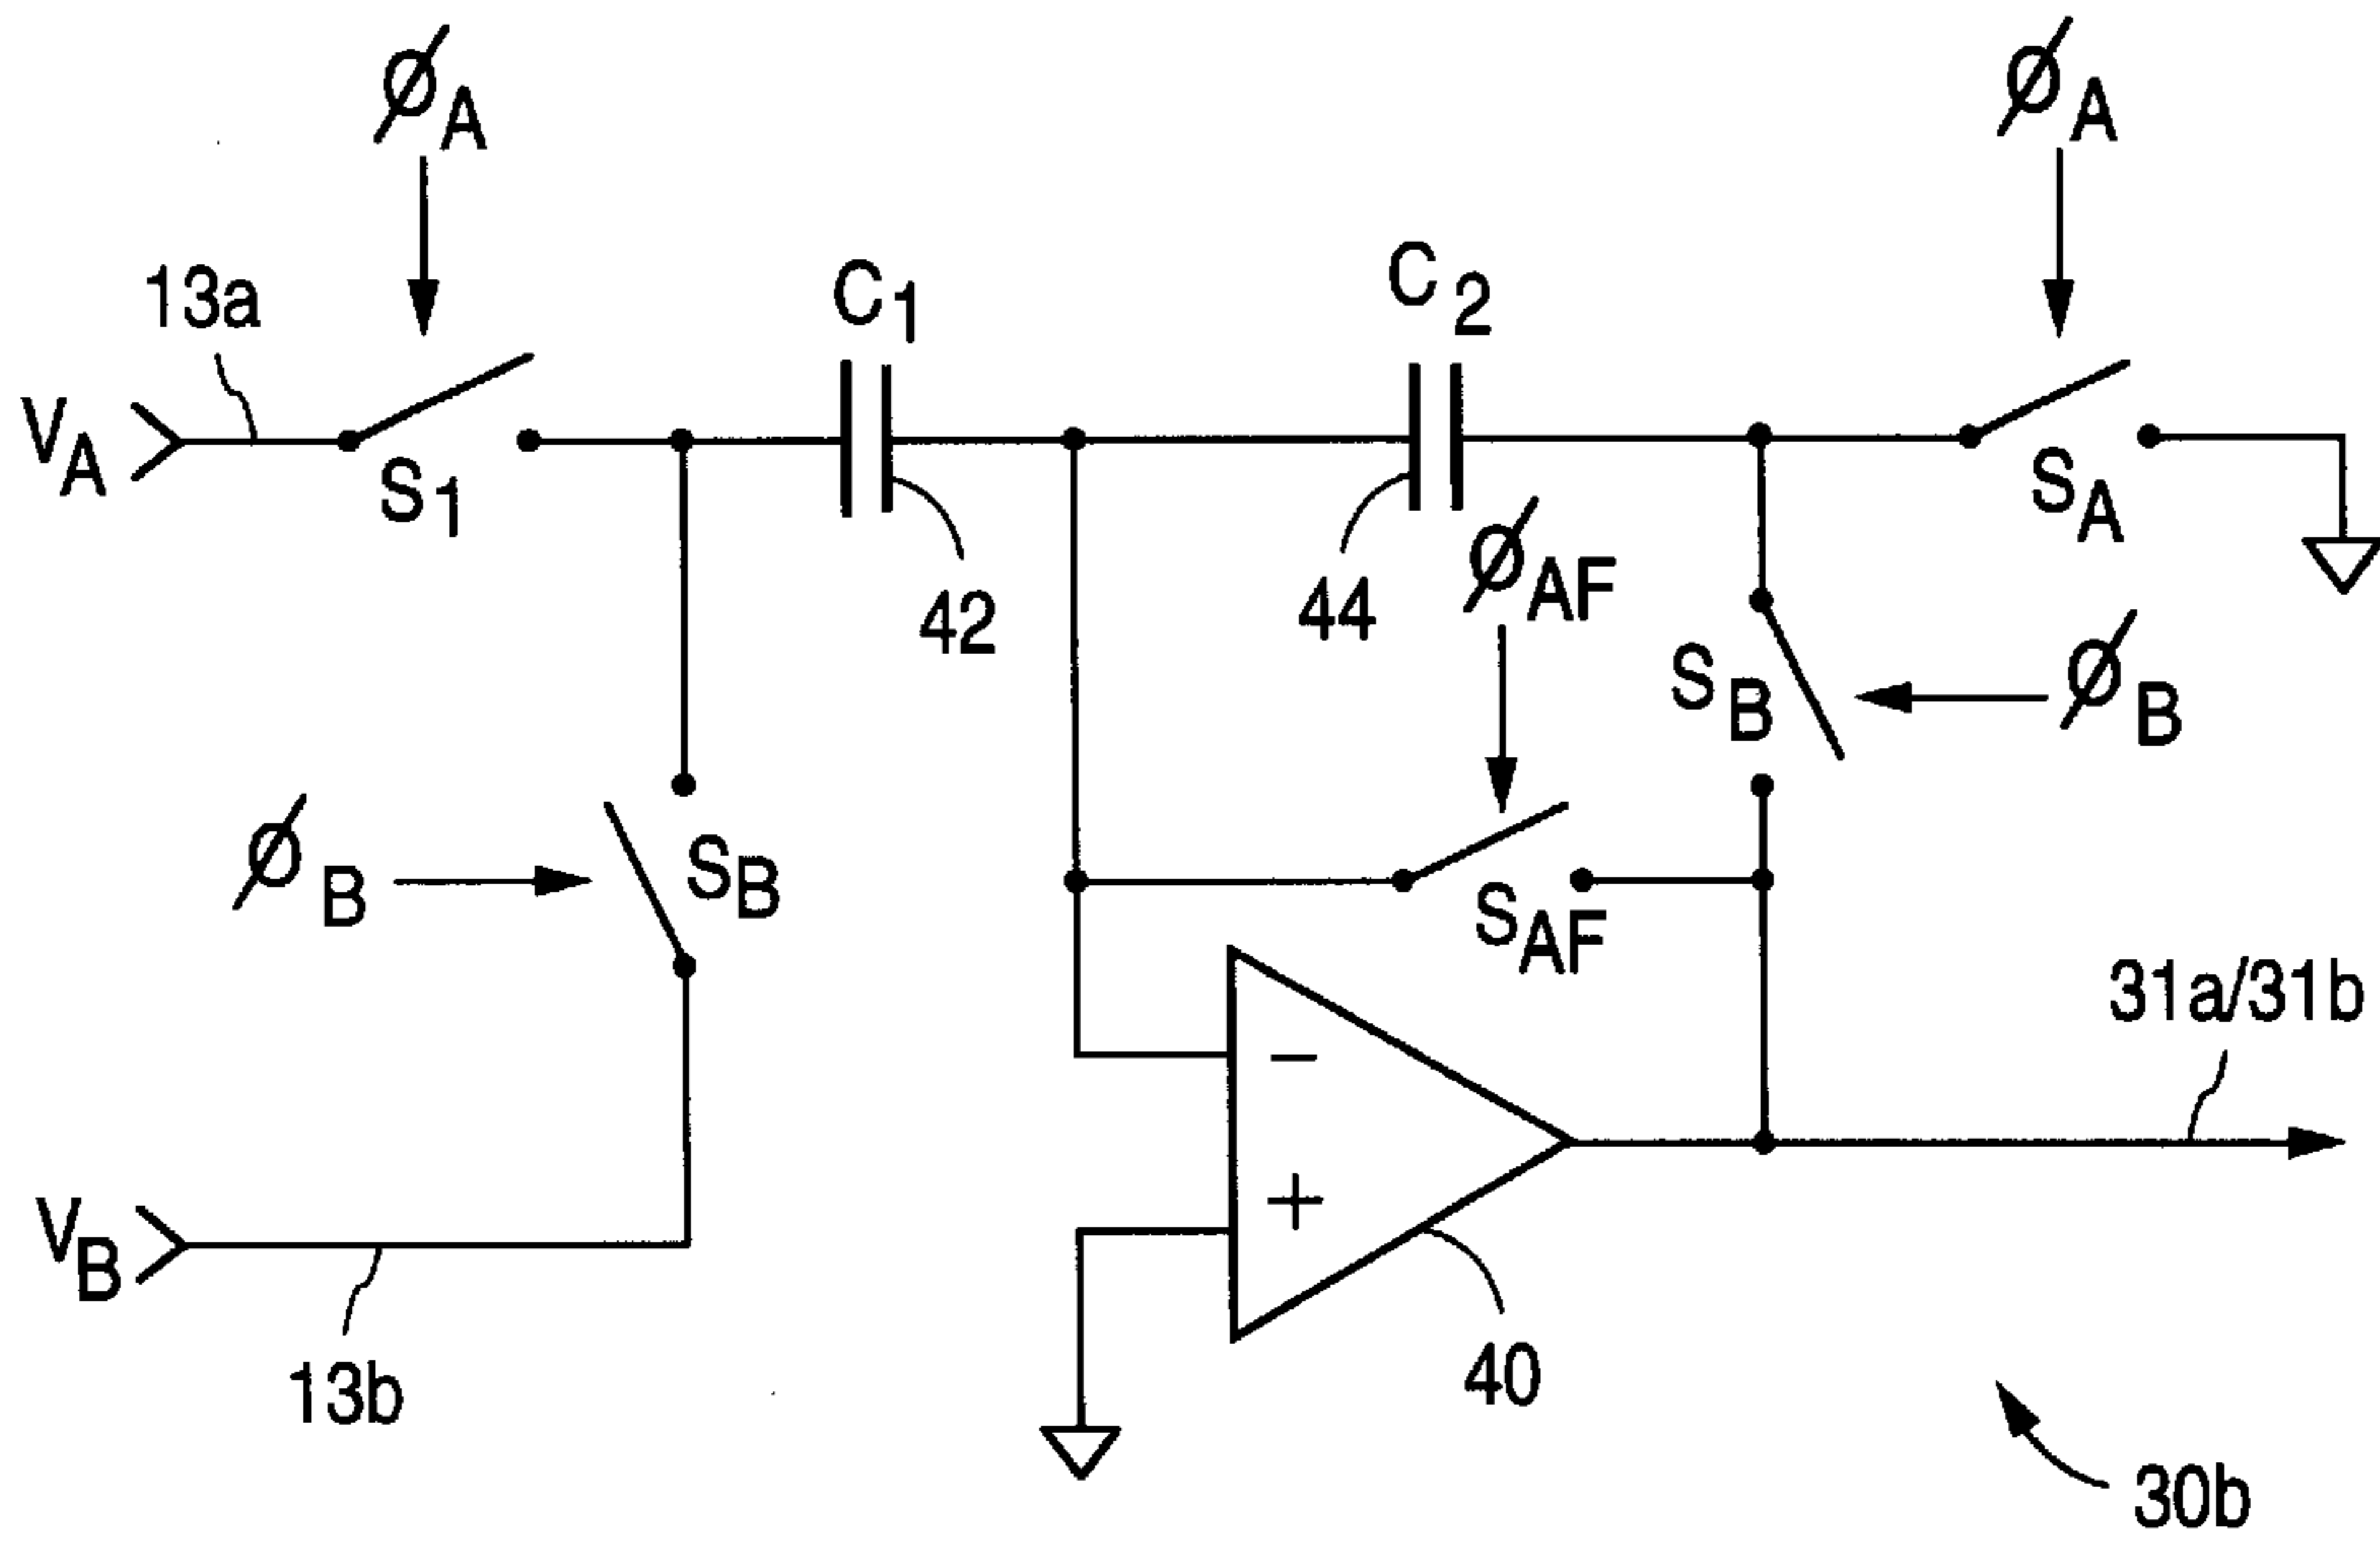 ØA
ØA
13a
C1
C2
VA
S1
SA
42
44
ØAF
SB
ØB
ØB
SB
SAF
31a/31b
−
+
VB
13b
40
30b